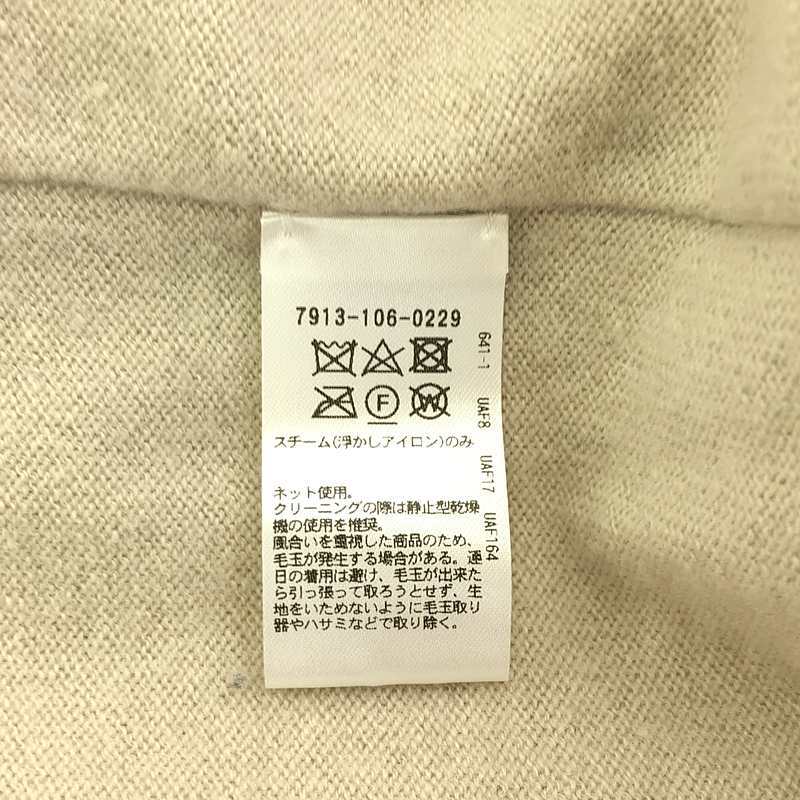 7913-106-0229
F
W
スチーム(浮かしアイロン)のみ
ネット使用。
クリーニングの際は静止型乾燥
機の使用を推奨。
風合いを重視した商品のため、
毛玉が発生する場合がある。連
日の着用は避け、毛玉が出来た
ら引っ張って取ろうとせず、生
地をいためないように毛玉取り
器やハサミなどで取り除く。
641-1 UAF8 UAF17 UAF164